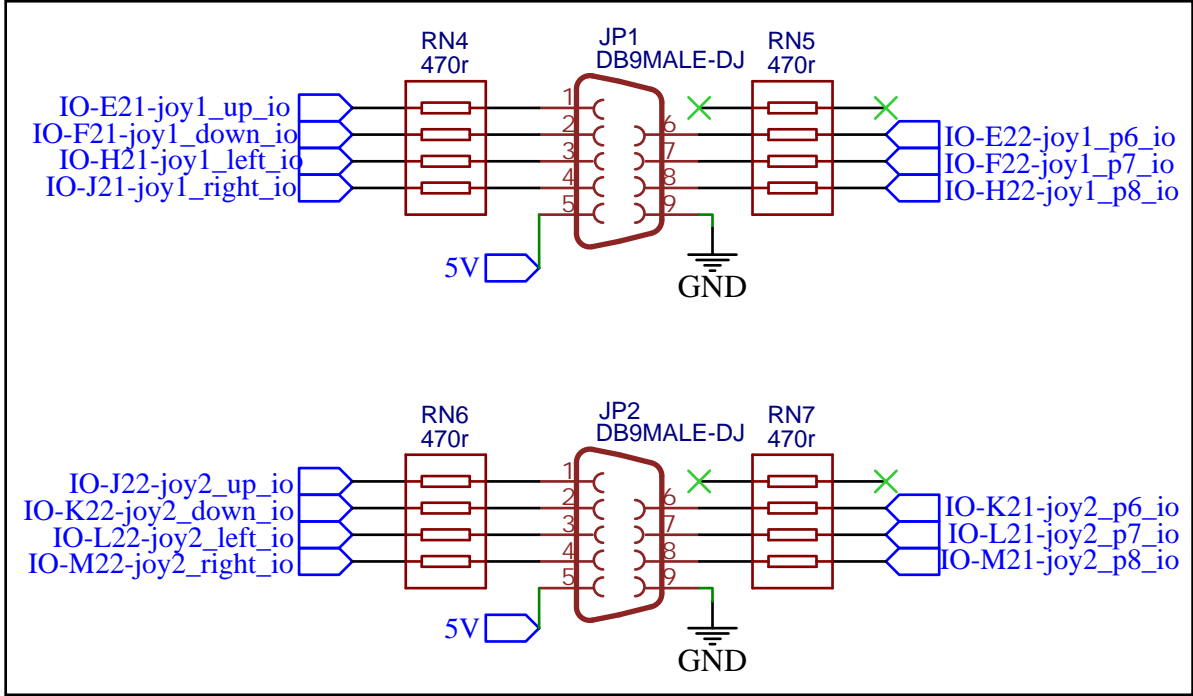 RN4
470r
JP1
DB9MALE-DJ
RN5
470r
IO-E21-joy1_up_io
IO-F21-joy1_down_io
IO-H21-joy1_left_io
IO-J21-joy1_right_io
1
2
3
4
5
6
7
8
9
IO-E22-joy1_p6_io
IO-F22-joy1_p7_io
IO-H22-joy1_p8_io
5V
GND
RN6
470r
JP2
DB9MALE-DJ
RN7
470r
IO-J22-joy2_up_io
IO-K22-joy2_down_io
IO-L22-joy2_left_io
IO-M22-joy2_right_io
1
2
3
4
5
6
7
8
9
IO-K21-joy2_p6_io
IO-L21-joy2_p7_io
IO-M21-joy2_p8_io
5V
GND